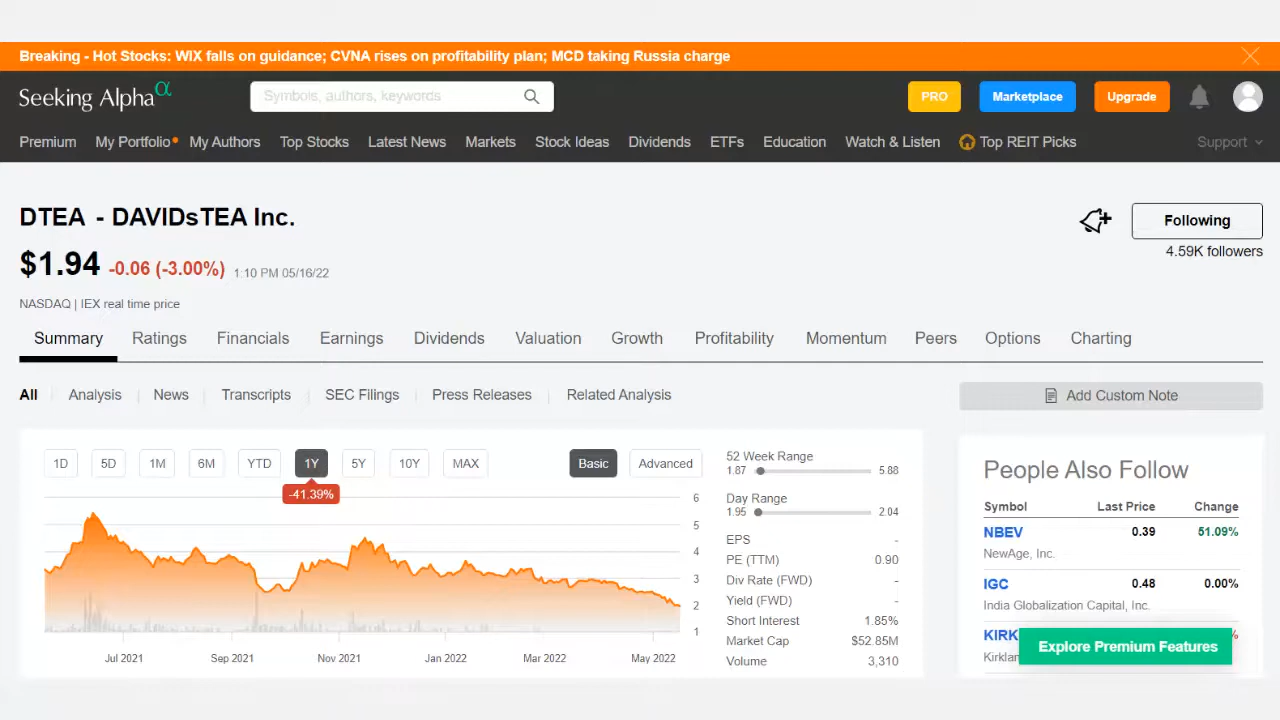 Breaking - Hot Stocks: WIX falls on guidance; CVNA rises on profitability plan; MCD taking Russia charge
Seeking Alpha α
Symbols, authors, keywords
PRO
Marketplace
Upgrade
Premium My Portfolio My Authors Top Stocks Latest News Markets Stock Ideas Dividends ETFs Education Watch & Listen Top REIT Picks Support
DTEA - DAVIDsTEA Inc.
Following
4.59K followers
$1.94 -0.06 (-3.00%) 1:10 PM 05/16/22
NASDAQ | IEX real time price
Summary Ratings Financials Earnings Dividends Valuation Growth Profitability Momentum Peers Options Charting
All Analysis News Transcripts SEC Filings Press Releases Related Analysis
Add Custom Note
1D 5D 1M 6M YTD 1Y 5Y 10Y MAX Basic Advanced
-41.39%
6
5
4
3
2
1
Jul 2021 Sep 2021 Nov 2021 Jan 2022 Mar 2022 May 2022
52 Week Range
1.87 5.88
Day Range
1.95 2.04
EPS -
PE (TTM) 0.90
Div Rate (FWD) -
Yield (FWD) -
Short Interest 1.85%
Market Cap $52.85M
Volume 3,310
People Also Follow
Symbol Last Price Change
NBEV 0.39 51.09%
NewAge, Inc.
IGC 0.48 0.00%
India Globalization Capital, Inc.
KIRK %
Explore Premium Features